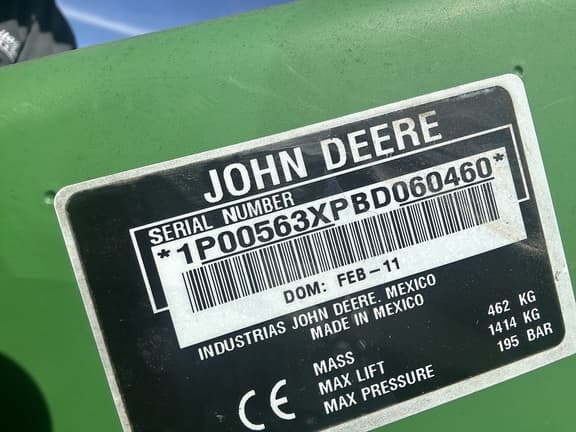 JOHN DEERE
SERIAL NUMBER
*1P00563XPBD060460*
DOM: FEB-11
INDUSTRIAS JOHN DEERE, MEXICO
MADE IN MEXICO
MASS 462 KG
MAX LIFT 1414 KG
MAX PRESSURE 195 BAR
CE